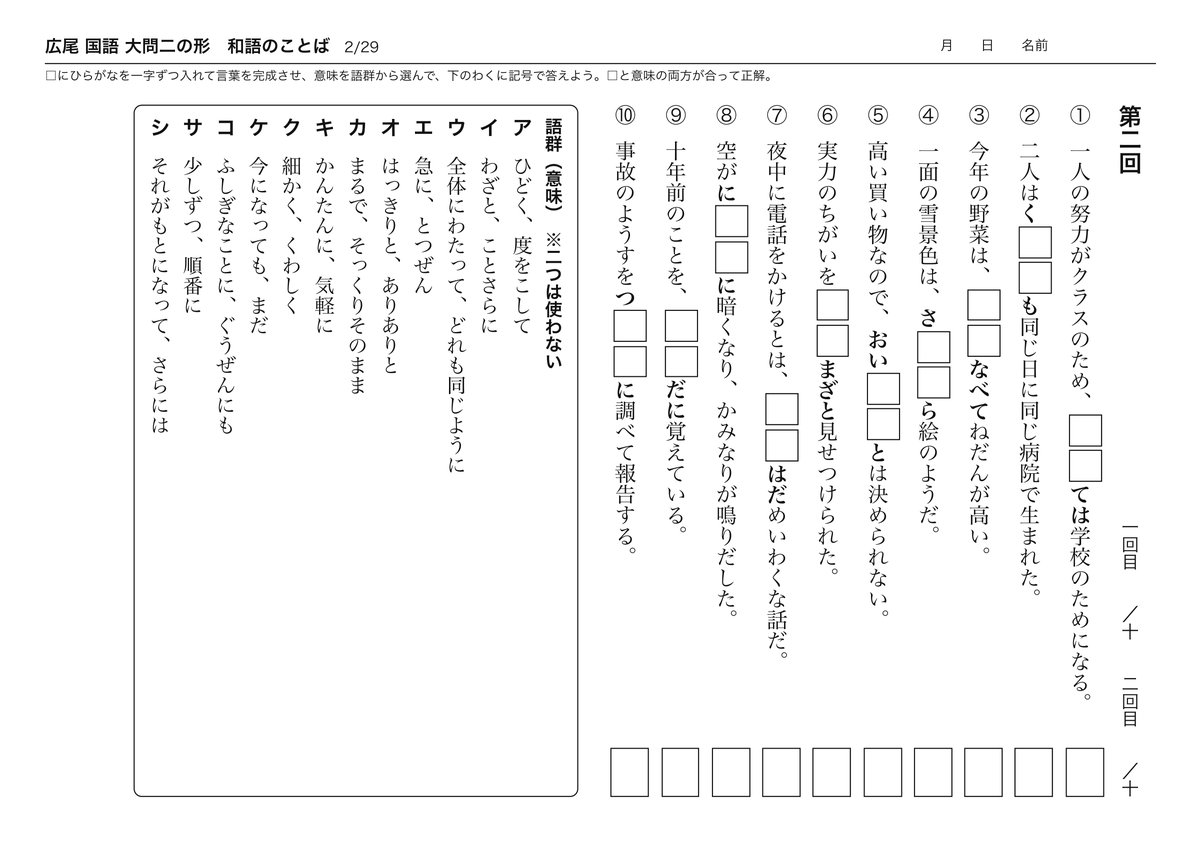 広尾 国語 大問二の形　和語のことば 2/29
月　日　名前
□にひらがなを一字ずつ入れて言葉を完成させ、意味を語群から選んで、下のわくに記号で答えよう。□と意味の両方が合って正解。
第二回　一回目　／十　二回目　／十
① 一人の努力がクラスのため、□□ては学校のためになる。
② 二人はく□□も同じ日に同じ病院で生まれた。
③ 今年の野菜は、□□なべてねだんが高い。
④ 一面の雪景色は、さ□□ら絵のようだ。
⑤ 高い買い物なので、おい□□とは決められない。
⑥ 実力のちがいを□□まざと見せつけられた。
⑦ 夜中に電話をかけるとは、□□はだめいわくな話だ。
⑧ 空がに□□に暗くなり、かみなりが鳴りだした。
⑨ 十年前のことを、□□だに覚えている。
⑩ 事故のようすをつ□□に調べて報告する。
語群（意味）　※二つは使わない
ア　ひどく、度をこして
イ　わざと、ことさらに
ウ　全体にわたって、どれも同じように
エ　急に、とつぜん
オ　はっきりと、ありありと
カ　まるで、そっくりそのまま
キ　かんたんに、気軽に
ク　細かく、くわしく
ケ　今になっても、まだ
コ　ふしぎなことに、ぐうぜんにも
サ　少しずつ、順番に
シ　それがもとになって、さらには